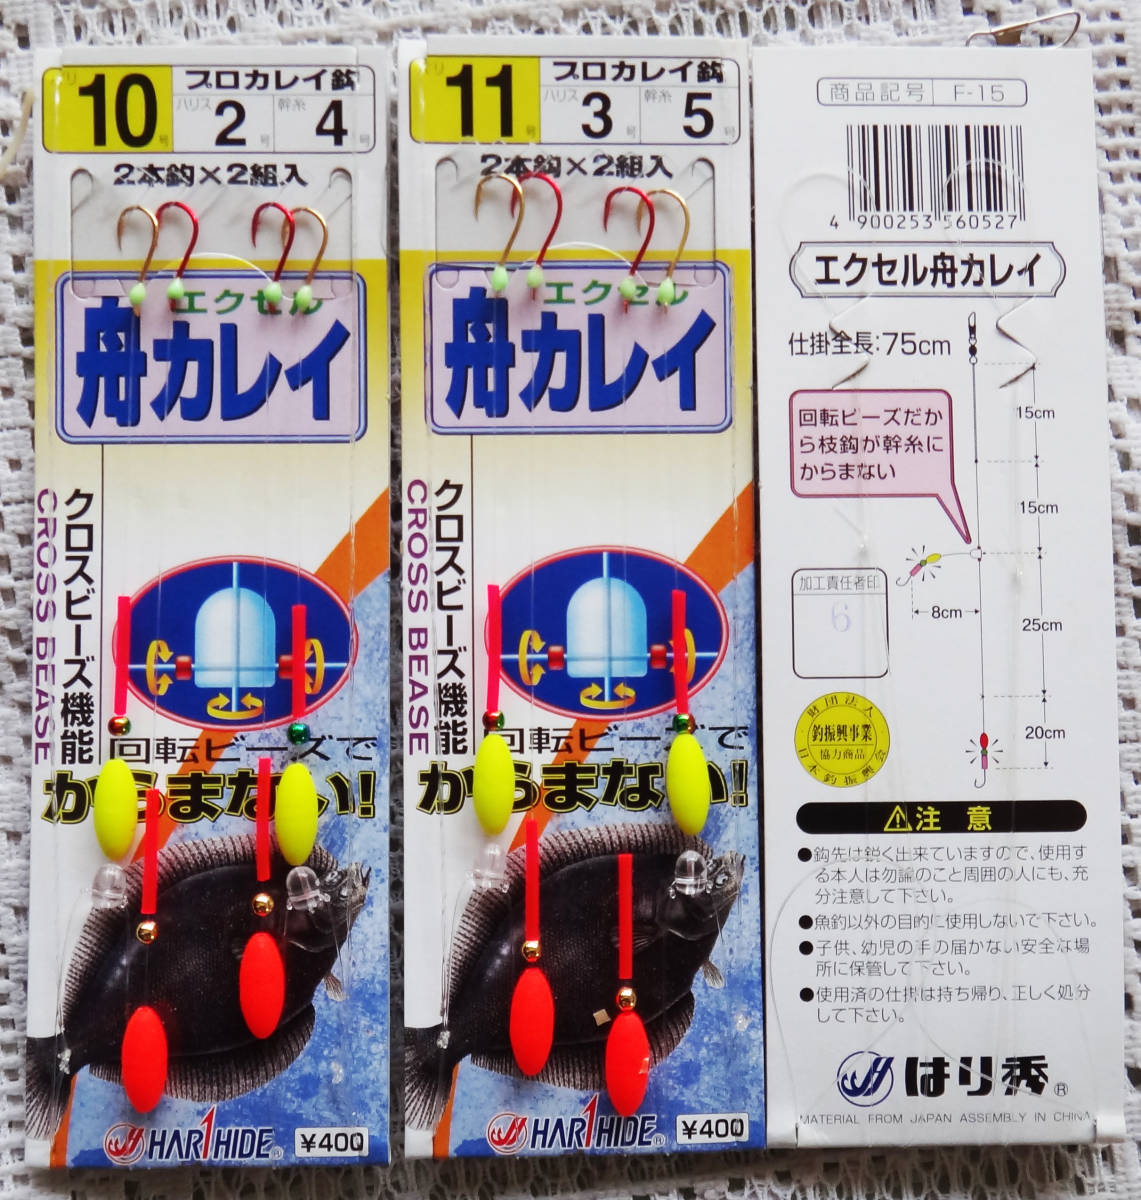 ハリ 10号
プロカレイ鈎
ハリス 2号
幹糸 4号
2本鈎×2組入
エクセル
舟カレイ
クロスビーズ機能
CROSS BEASE
回転ビーズで
からまない!
HARIHIDE®
¥400
11号
プロカレイ鈎
ハリス 3号
幹糸 5号
2本鈎×2組入
エクセル
舟カレイ
クロスビーズ機能
CROSS BEASE
回転ビーズで
からまない!
HARIHIDE®
¥400
商品記号 F-15
4 900253 560527
エクセル舟カレイ
仕掛全長:75cm
15cm
回転ビーズだか
ら枝鈎が幹糸に
からまない
15cm
加工責任者印
6
8cm
25cm
財団法人
釣振興事業
協力商品
日本釣振興会
20cm
注意
●鈎先は鋭く出来ていますので、使用す
る本人は勿論のこと周囲の人にも、充
分注意して下さい。
●魚釣以外の目的に使用しないで下さい。
●子供、幼児の手の届かない安全な場
所に保管して下さい。
●使用済の仕掛は持ち帰り、正しく処分
して下さい。
はり秀®
MATERIAL FROM JAPAN ASSEMBLY IN CHINA